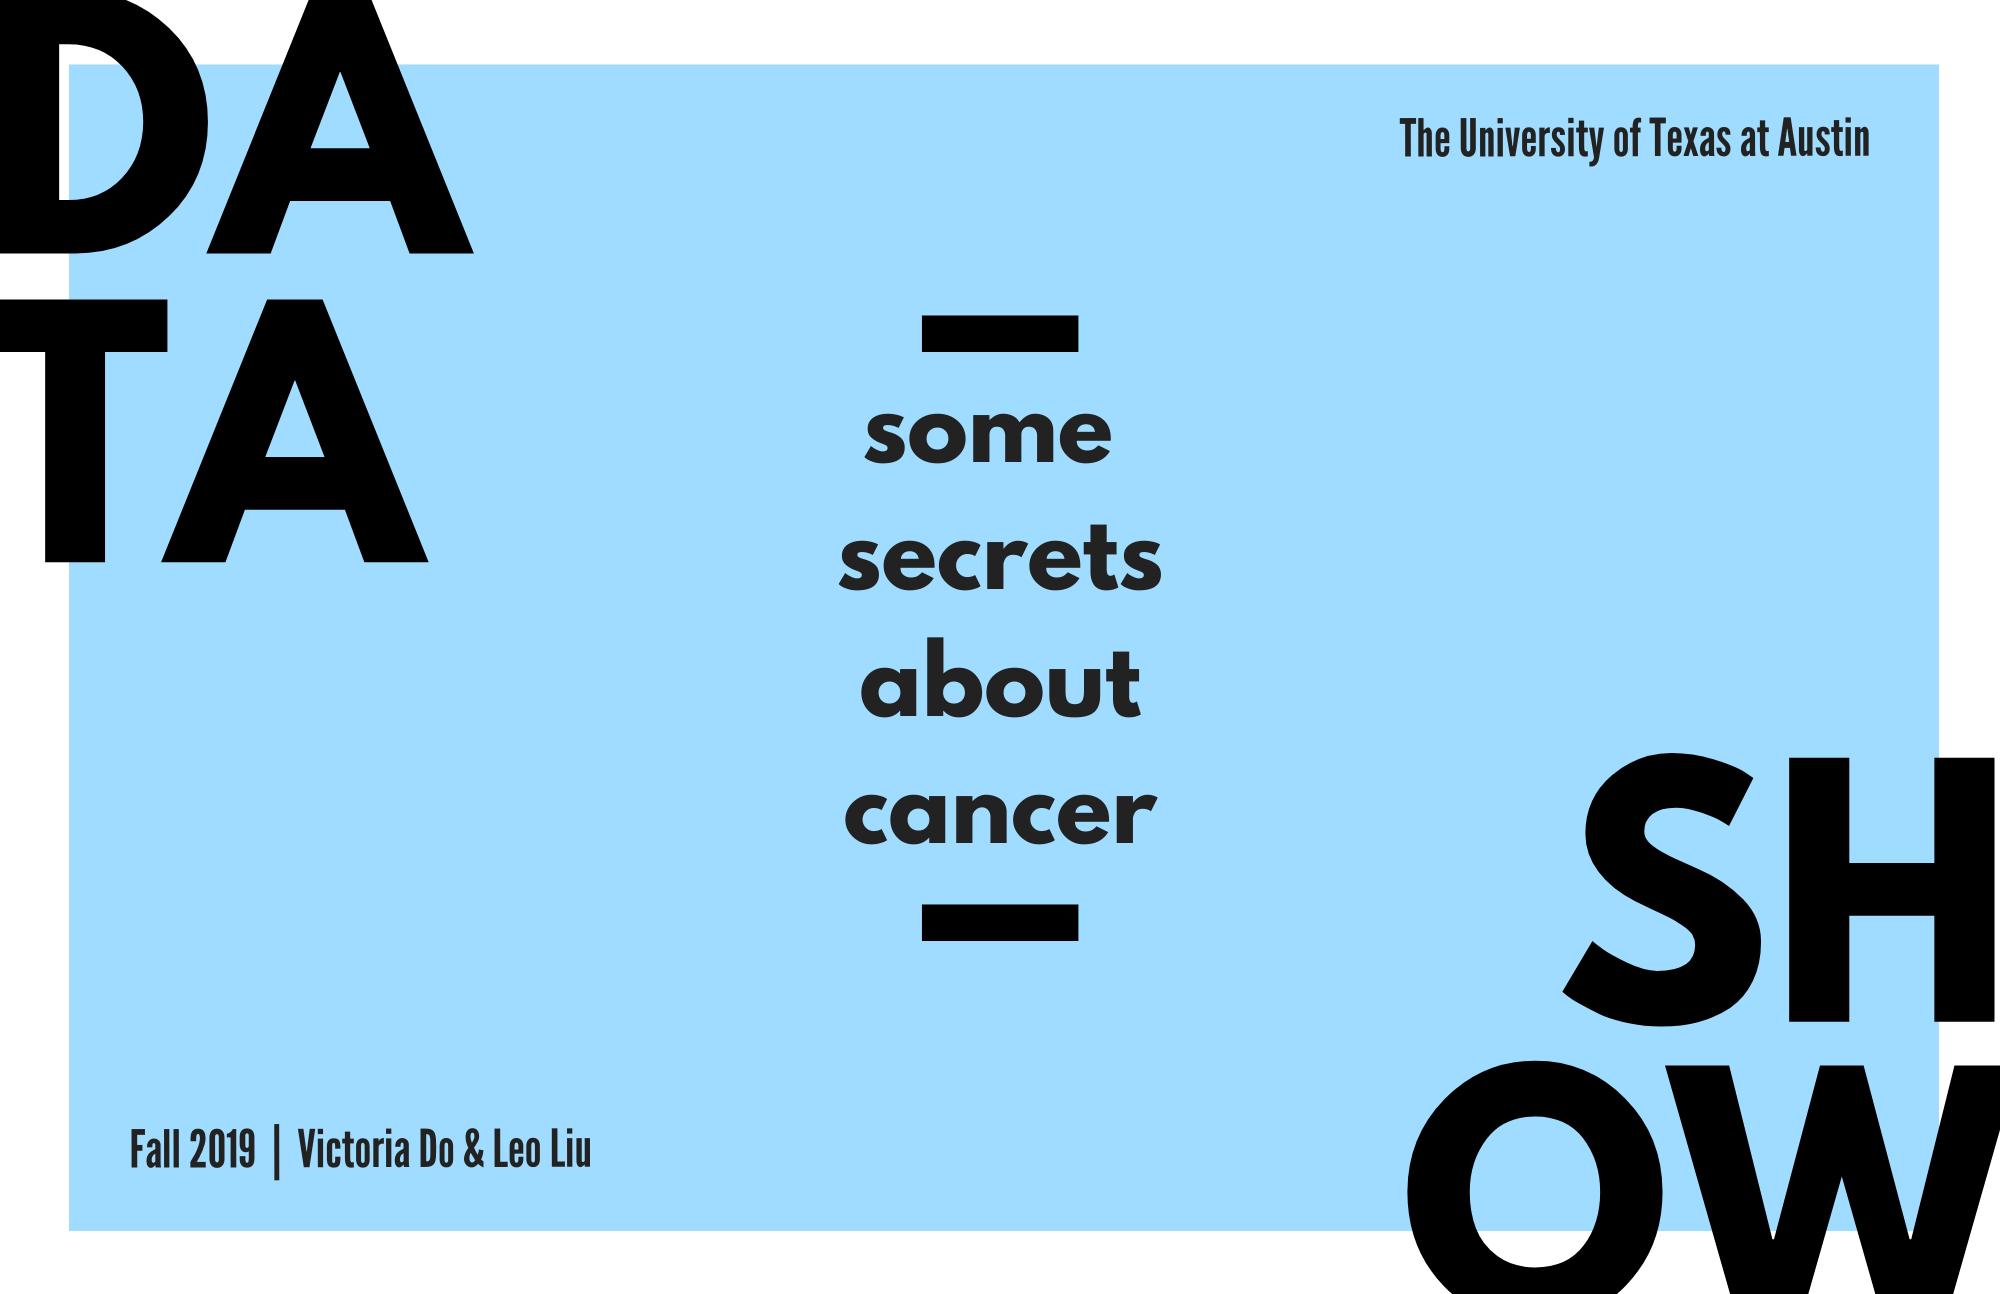 DA
TA
The University of Texas at Austin
some
secrets
about
cancer
SH
OW
Fall 2019 | Victoria Do & Leo Liu